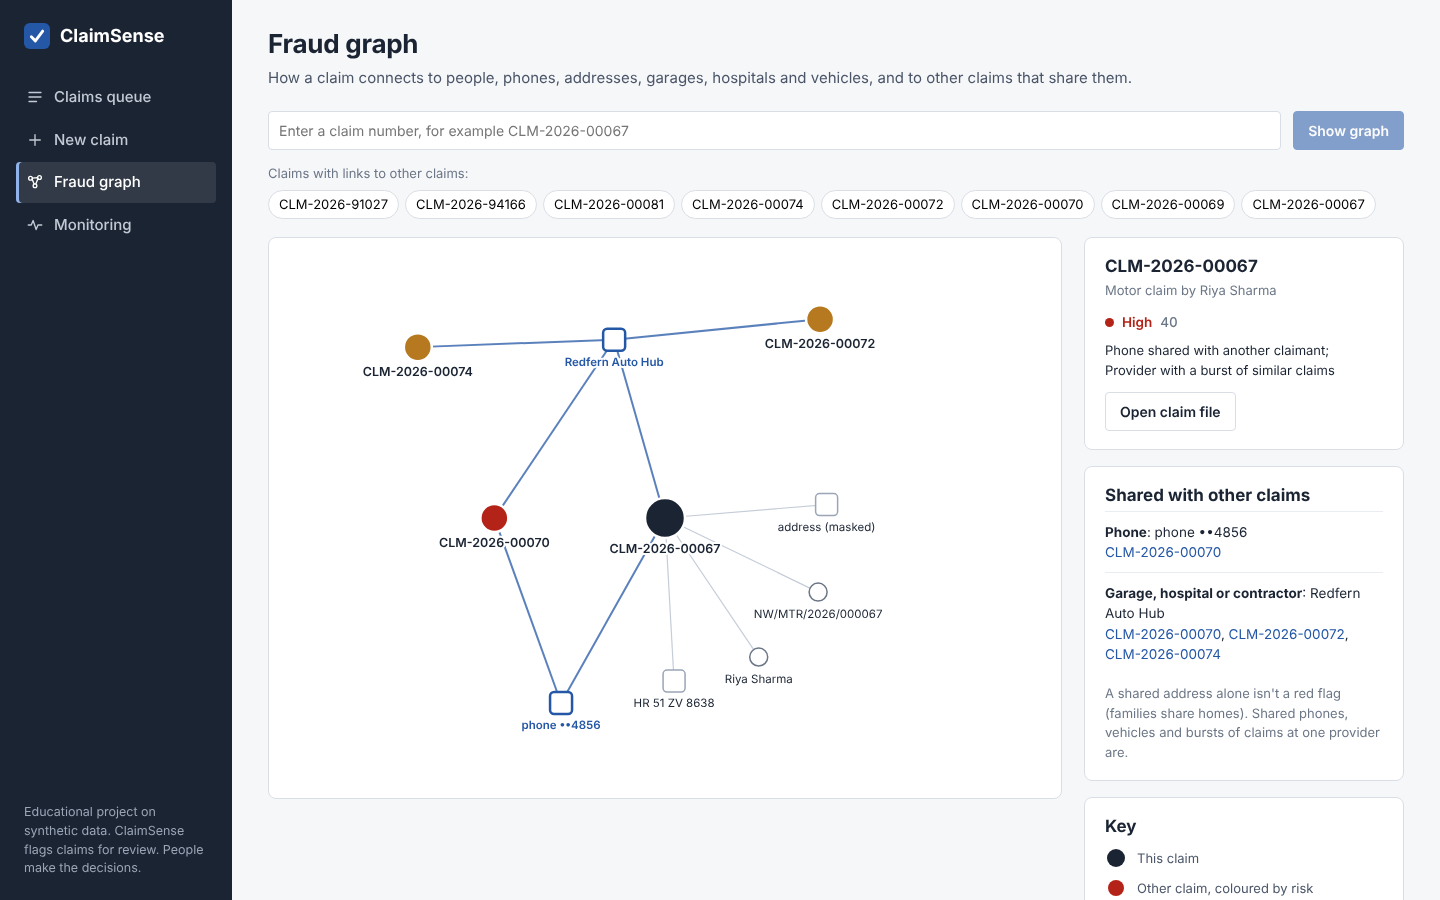 ClaimSense
Claims queue
New claim
Fraud graph
Monitoring
Educational project on
synthetic data. ClaimSense
flags claims for review. People
make the decisions.
Fraud graph
How a claim connects to people, phones, addresses, garages, hospitals and vehicles, and to other claims that share them.
Enter a claim number, for example CLM-2026-00067
Show graph
Claims with links to other claims:
CLM-2026-91027
CLM-2026-94166
CLM-2026-00081
CLM-2026-00074
CLM-2026-00072
CLM-2026-00070
CLM-2026-00069
CLM-2026-00067
CLM-2026-00072
Redfern Auto Hub
CLM-2026-00074
address (masked)
CLM-2026-00070
CLM-2026-00067
NW/MTR/2026/000067
Riya Sharma
HR 51 ZV 8638
phone ••4856
CLM-2026-00067
Motor claim by Riya Sharma
High 40
Phone shared with another claimant;
Provider with a burst of similar claims
Open claim file
Shared with other claims
Phone: phone ••4856
CLM-2026-00070
Garage, hospital or contractor: Redfern
Auto Hub
CLM-2026-00070, CLM-2026-00072,
CLM-2026-00074
A shared address alone isn't a red flag
(families share homes). Shared phones,
vehicles and bursts of claims at one provider
are.
Key
This claim
Other claim, coloured by risk